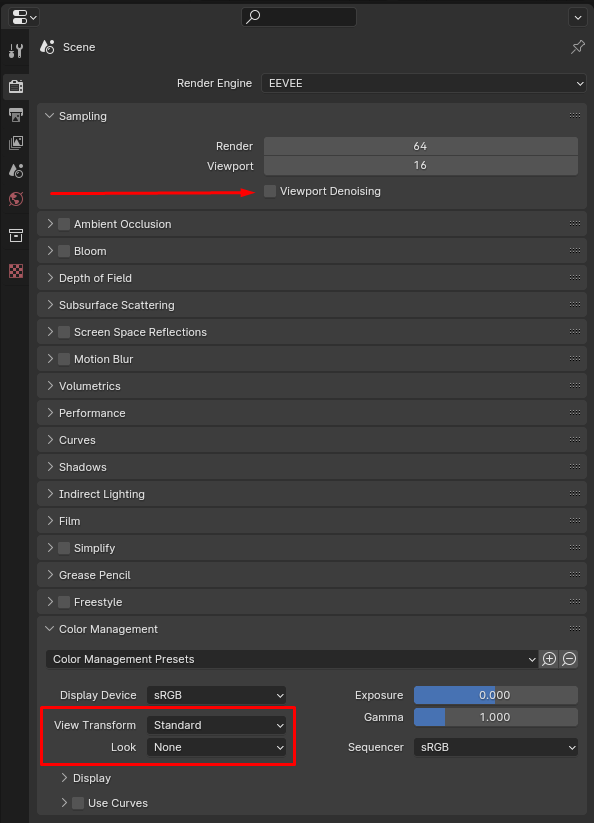 Scene
Render Engine EEVEE
Sampling
Render 64
Viewport 16
Viewport Denoising
Ambient Occlusion
Bloom
Depth of Field
Subsurface Scattering
Screen Space Reflections
Motion Blur
Volumetrics
Performance
Curves
Shadows
Indirect Lighting
Film
Simplify
Grease Pencil
Freestyle
Color Management
Color Management Presets
Display Device sRGB Exposure 0.000
View Transform Standard Gamma 1.000
Look None Sequencer sRGB
Display
Use Curves